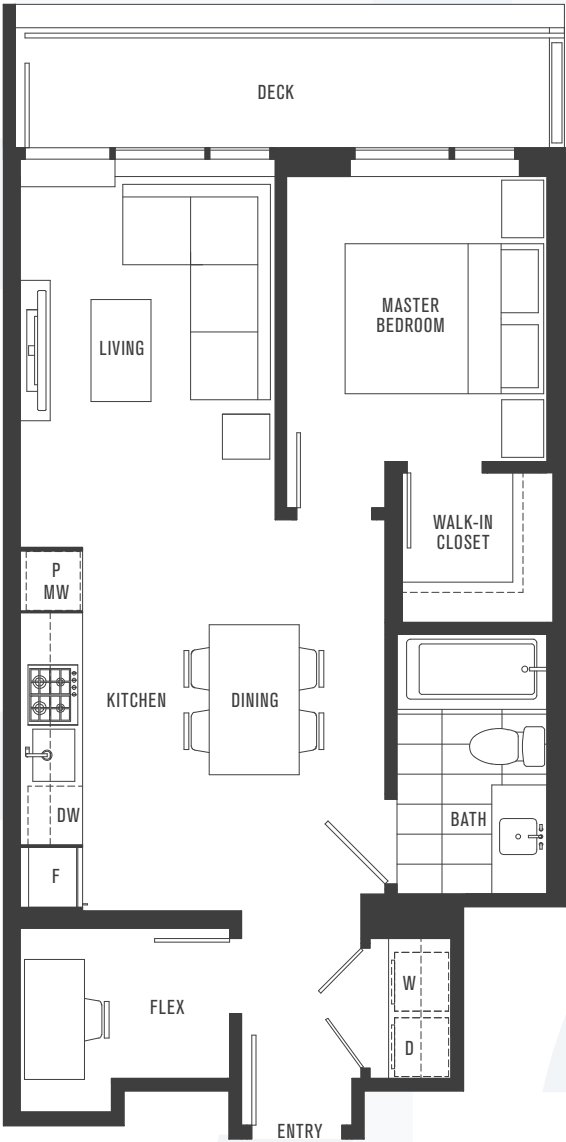 DECK
MASTER
BEDROOM
LIVING
WALK-IN
CLOSET
P
MW
KITCHEN
DINING
DW
BATH
F
FLEX
W
D
ENTRY